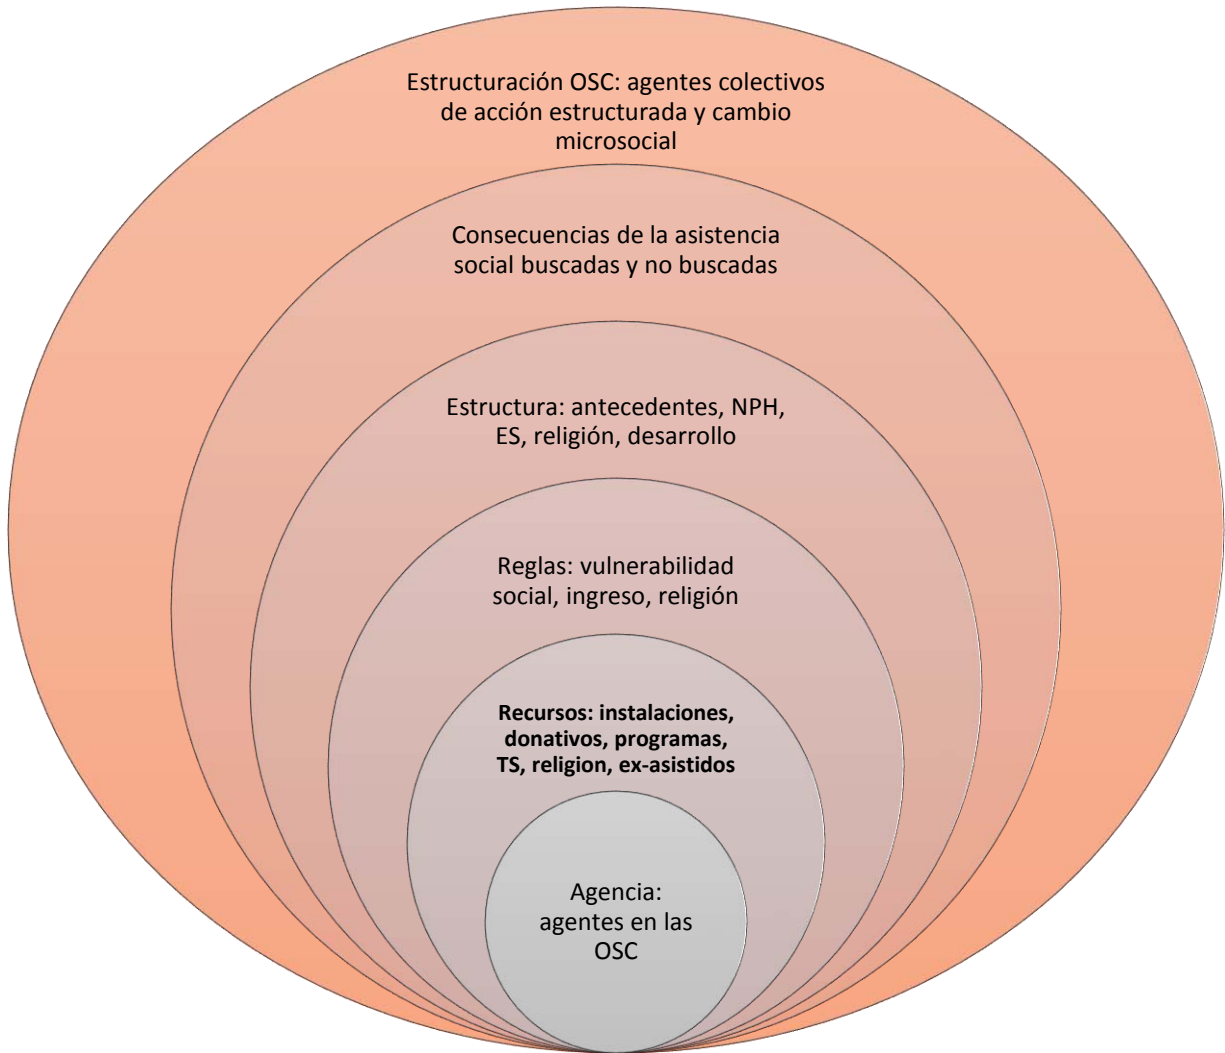 Estructuración OSC: agentes colectivos
de acción estructurada y cambio
microsocial
Consecuencias de la asistencia
social buscadas y no buscadas
Estructura: antecedentes, NPH,
ES, religión, desarrollo
Reglas: vulnerabilidad
social, ingreso, religión
Recursos: instalaciones,
donativos, programas,
TS, religion, ex-asistidos
Agencia:
agentes en las
OSC